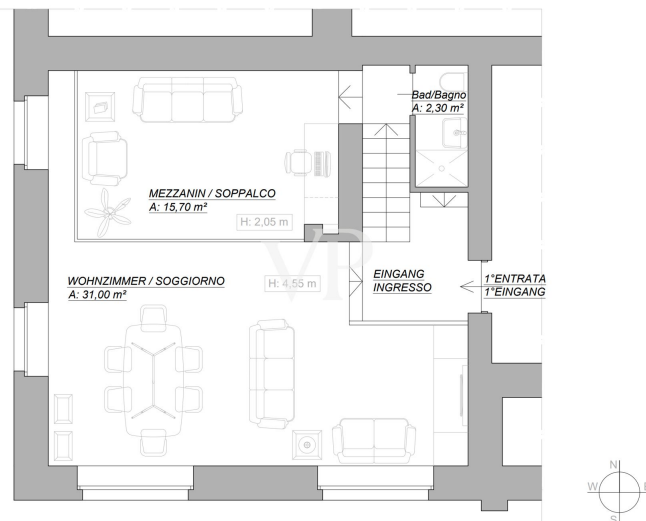 Bad/Bagno
A: 2,30 m²
MEZZANIN / SOPPALCO
A: 15,70 m²
H: 2,05 m
WOHNZIMMER / SOGGIORNO
A: 31,00 m²
H: 4,55 m
EINGANG
INGRESSO
1°ENTRATA
1°EINGANG
VP
N
W
S